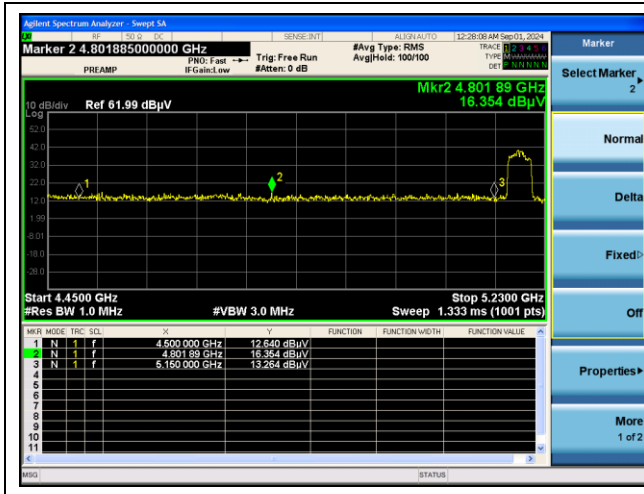 Agilent Spectrum Analyzer - Swept SA
RF 50 Ω DC SENSE:INT ALIGN AUTO 12:28:08 AM Sep 01, 2024
Marker 2 4.801885000000 GHz #Avg Type: RMS TRACE 1 2 3 4 5 6
PNO: Fast Trig: Free Run Avg|Hold: 100/100 TYPE
PREAMP IFGain:Low #Atten: 0 dB DET P N N N N N
Mkr2 4.801 89 GHz
10 dB/div Ref 61.99 dBµV 16.354 dBµV
Log
52.0
42.0
32.0
22.0
12.0
1.99
-8.01
-18.0
-28.0
1
2
3
Start 4.4500 GHz Stop 5.2300 GHz
#Res BW 1.0 MHz #VBW 3.0 MHz Sweep 1.333 ms (1001 pts)
MKR MODE TRC SCL X Y FUNCTION FUNCTION WIDTH FUNCTION VALUE
1 N 1 f 4.500 000 GHz 12.640 dBµV
2 N 1 f 4.801 89 GHz 16.354 dBµV
3 N 1 f 5.150 000 GHz 13.264 dBµV
4
5
6
7
8
9
10
11
MSG STATUS
Marker
Select Marker
2
Normal
Delta
Fixed
Off
Properties
More
1 of 2